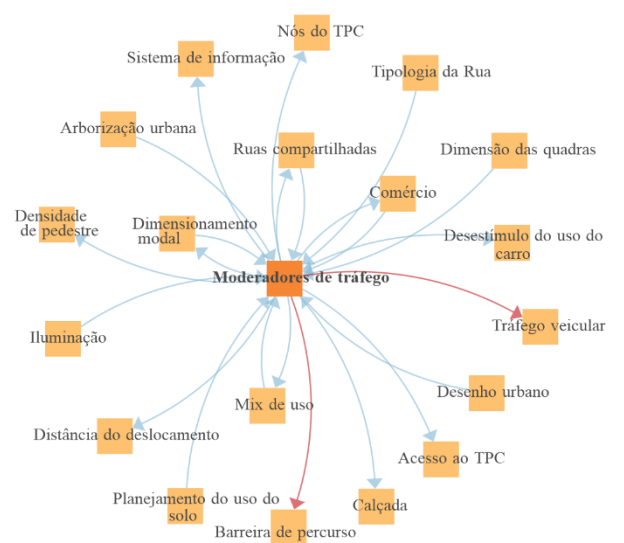 Nós do TPC
Sistema de informação
Tipologia da Rua
Arborização urbana
Ruas compartilhadas
Dimensão das quadras
Comércio
Densidade
de pedestre
Dimensionamento
modal
Desestímulo do uso do
carro
Moderadores de tráfego
Tráfego veicular
Iluminação
Desenho urbano
Mix de uso
Distância do deslocamento
Acesso ao TPC
Planejamento do uso do
solo
Calçada
Barreira de percurso